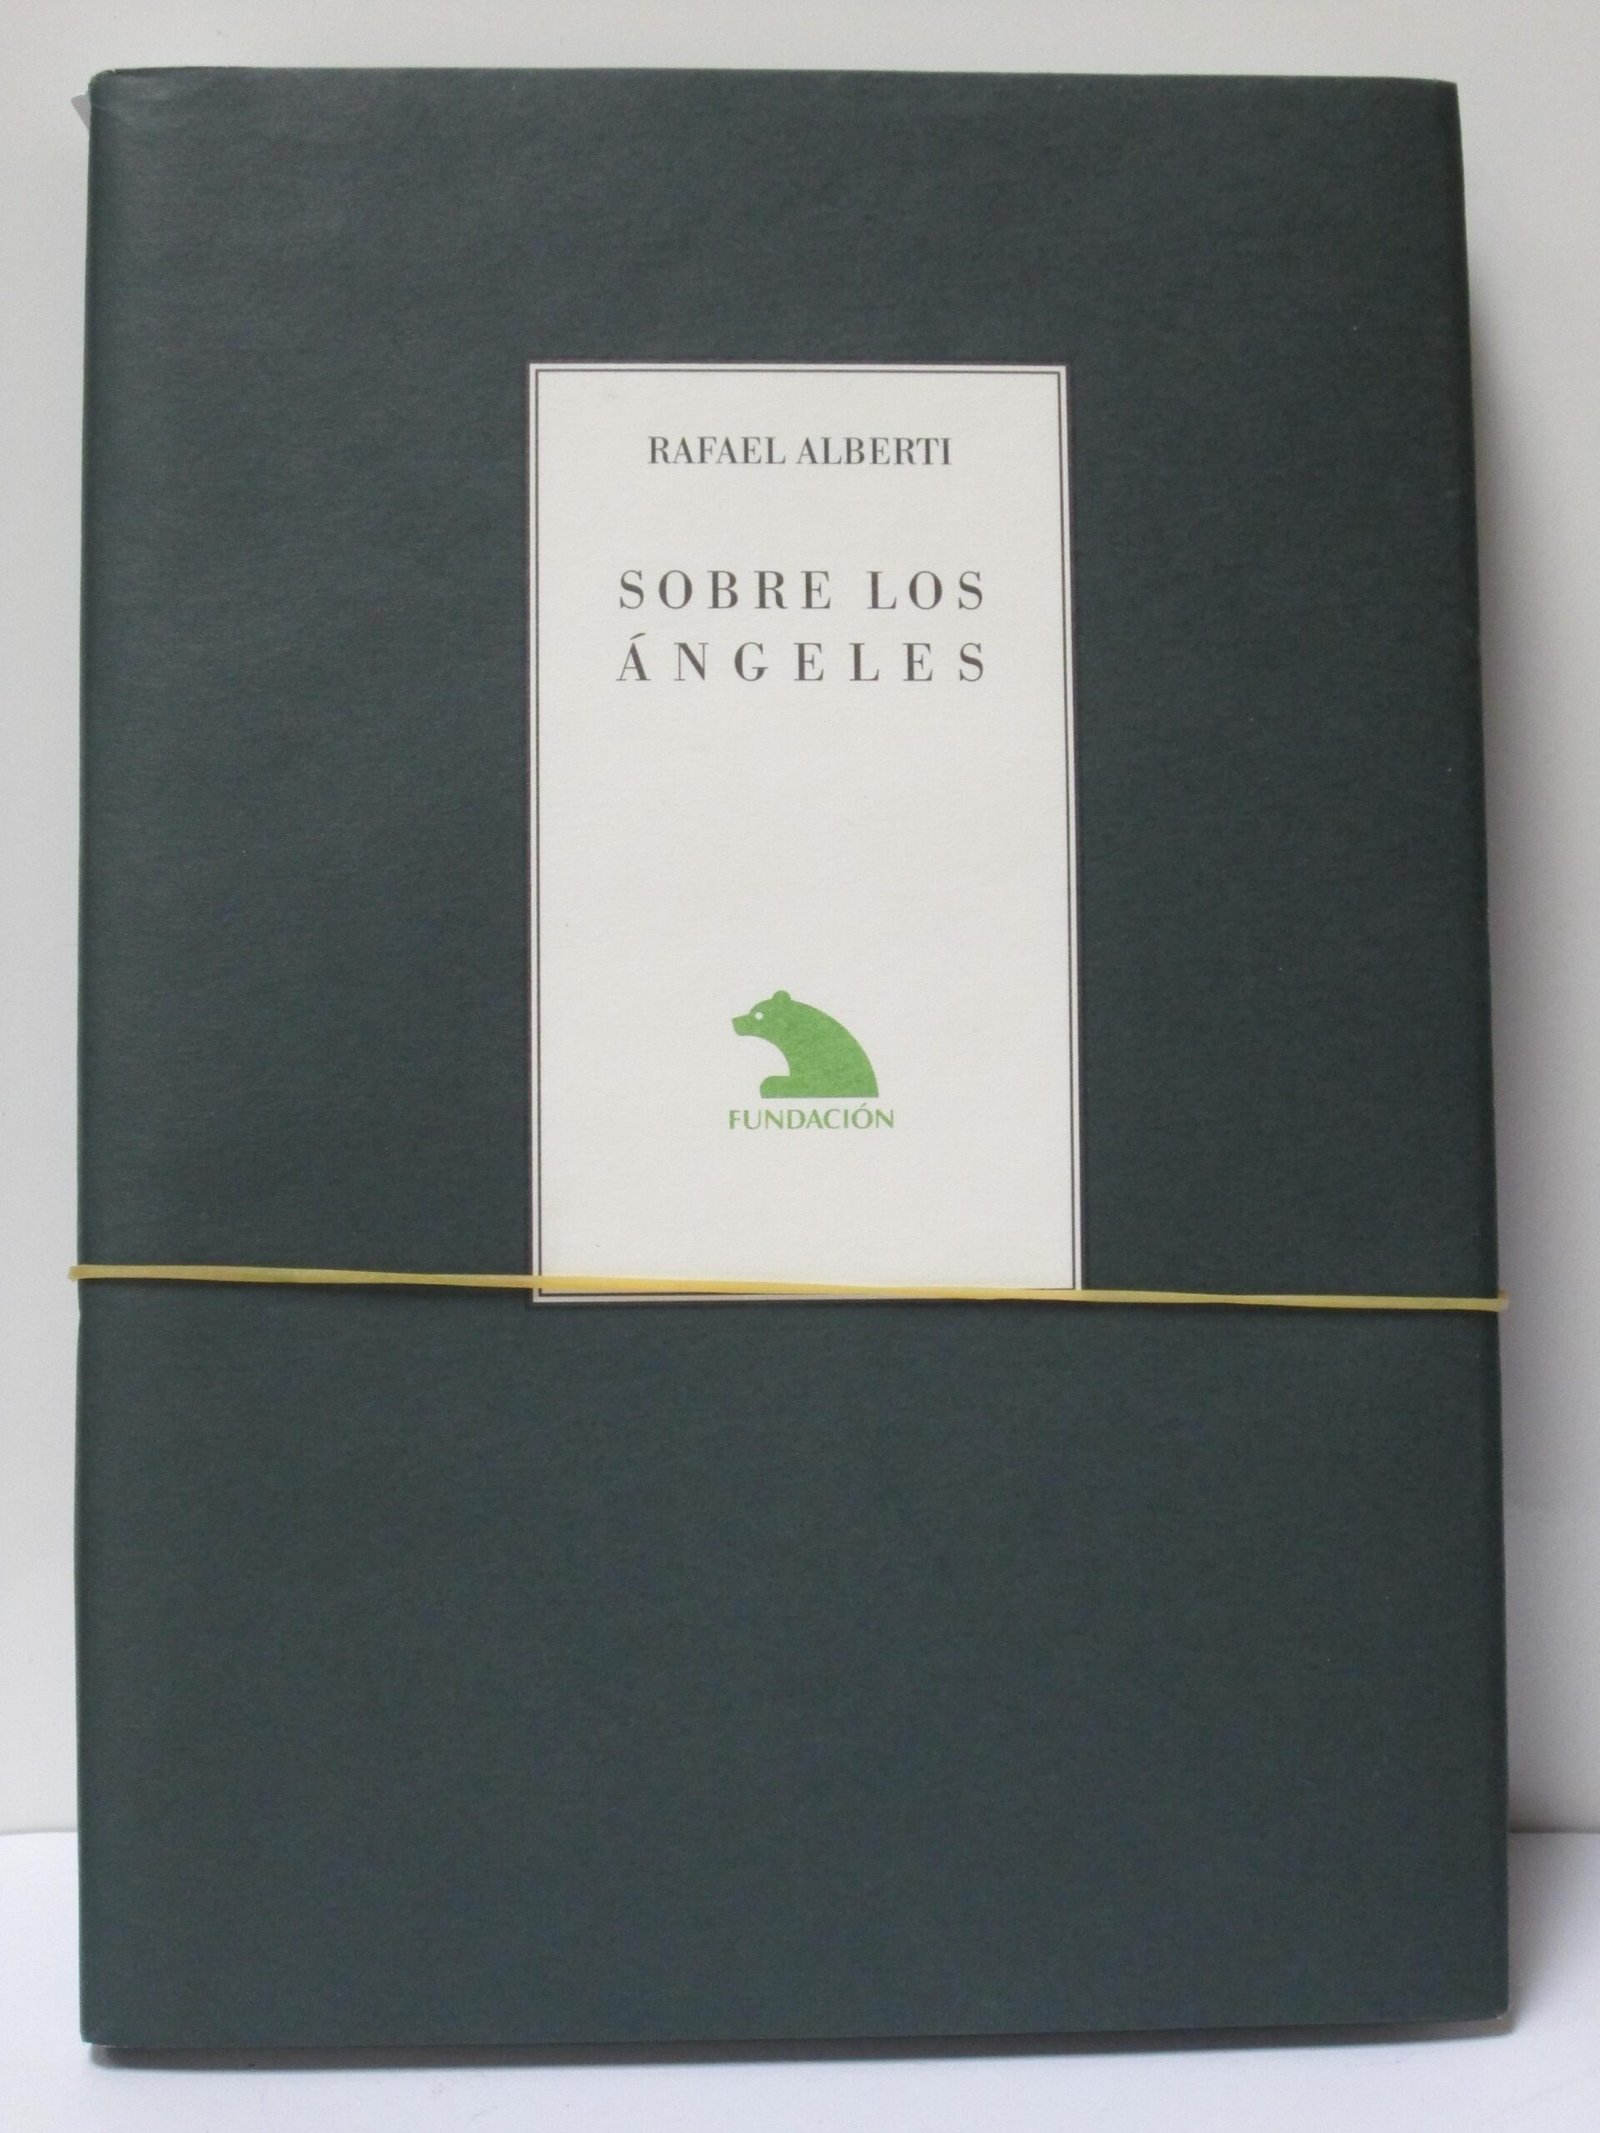 RAFAEL ALBERTI
SOBRE LOS
ÁNGELES
FUNDACIÓN